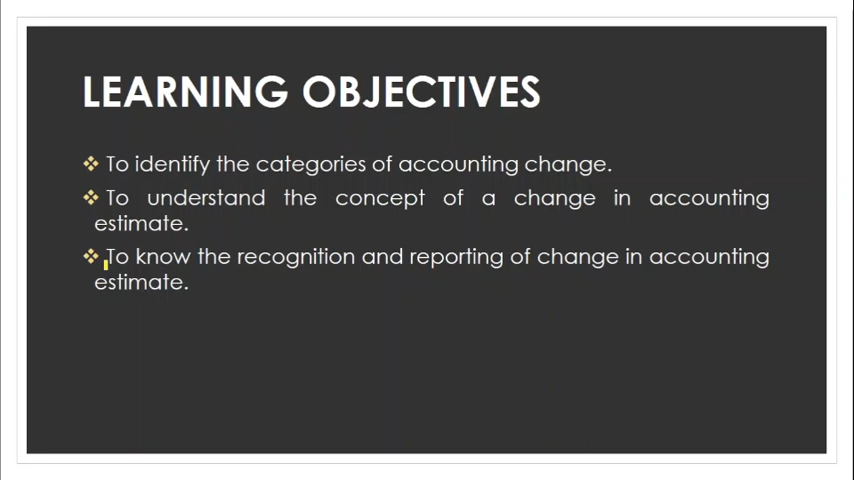 LEARNING OBJECTIVES
❖ To identify the categories of accounting change.
❖ To understand the concept of a change in accounting
estimate.
❖ To know the recognition and reporting of change in accounting
estimate.